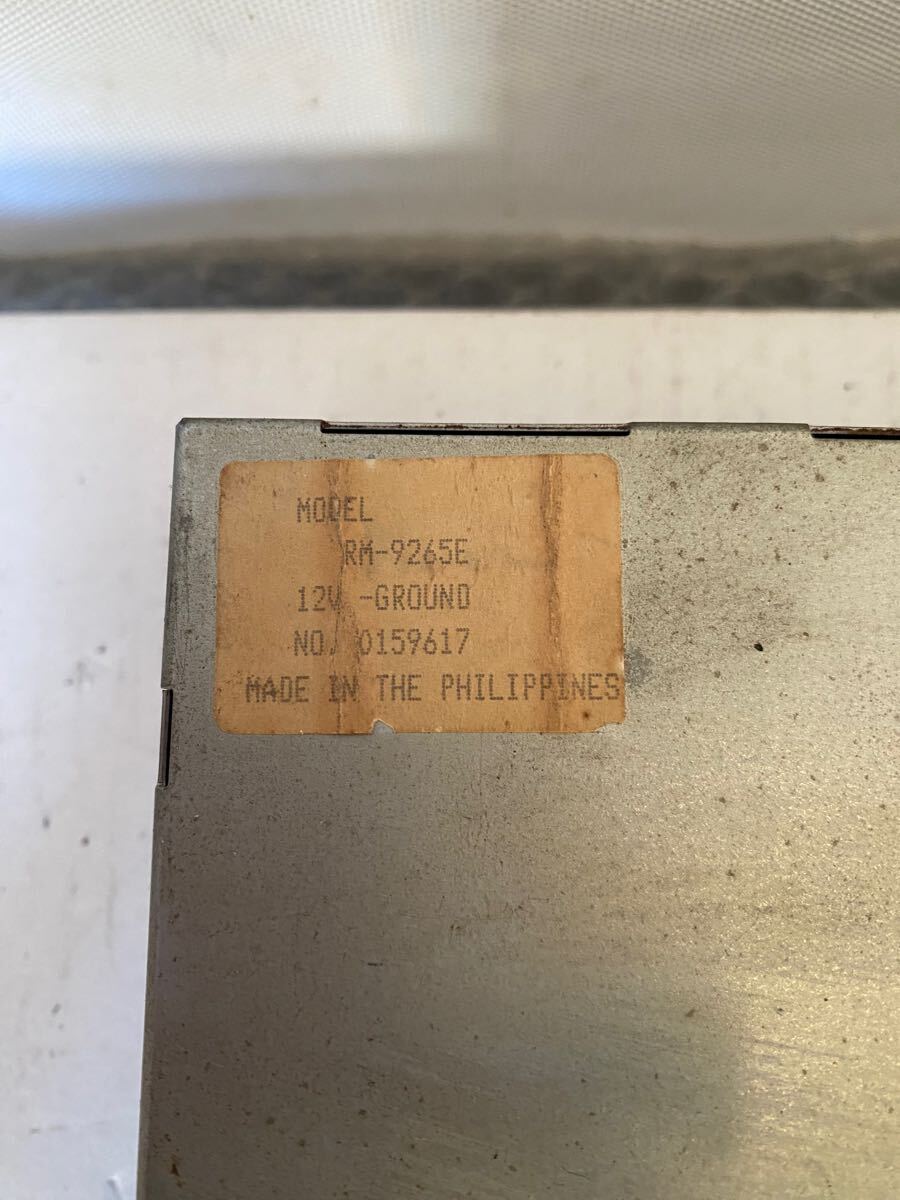 MODEL
RM-9265E
12V -GROUND
NO. 0159617
MADE IN THE PHILIPPINES